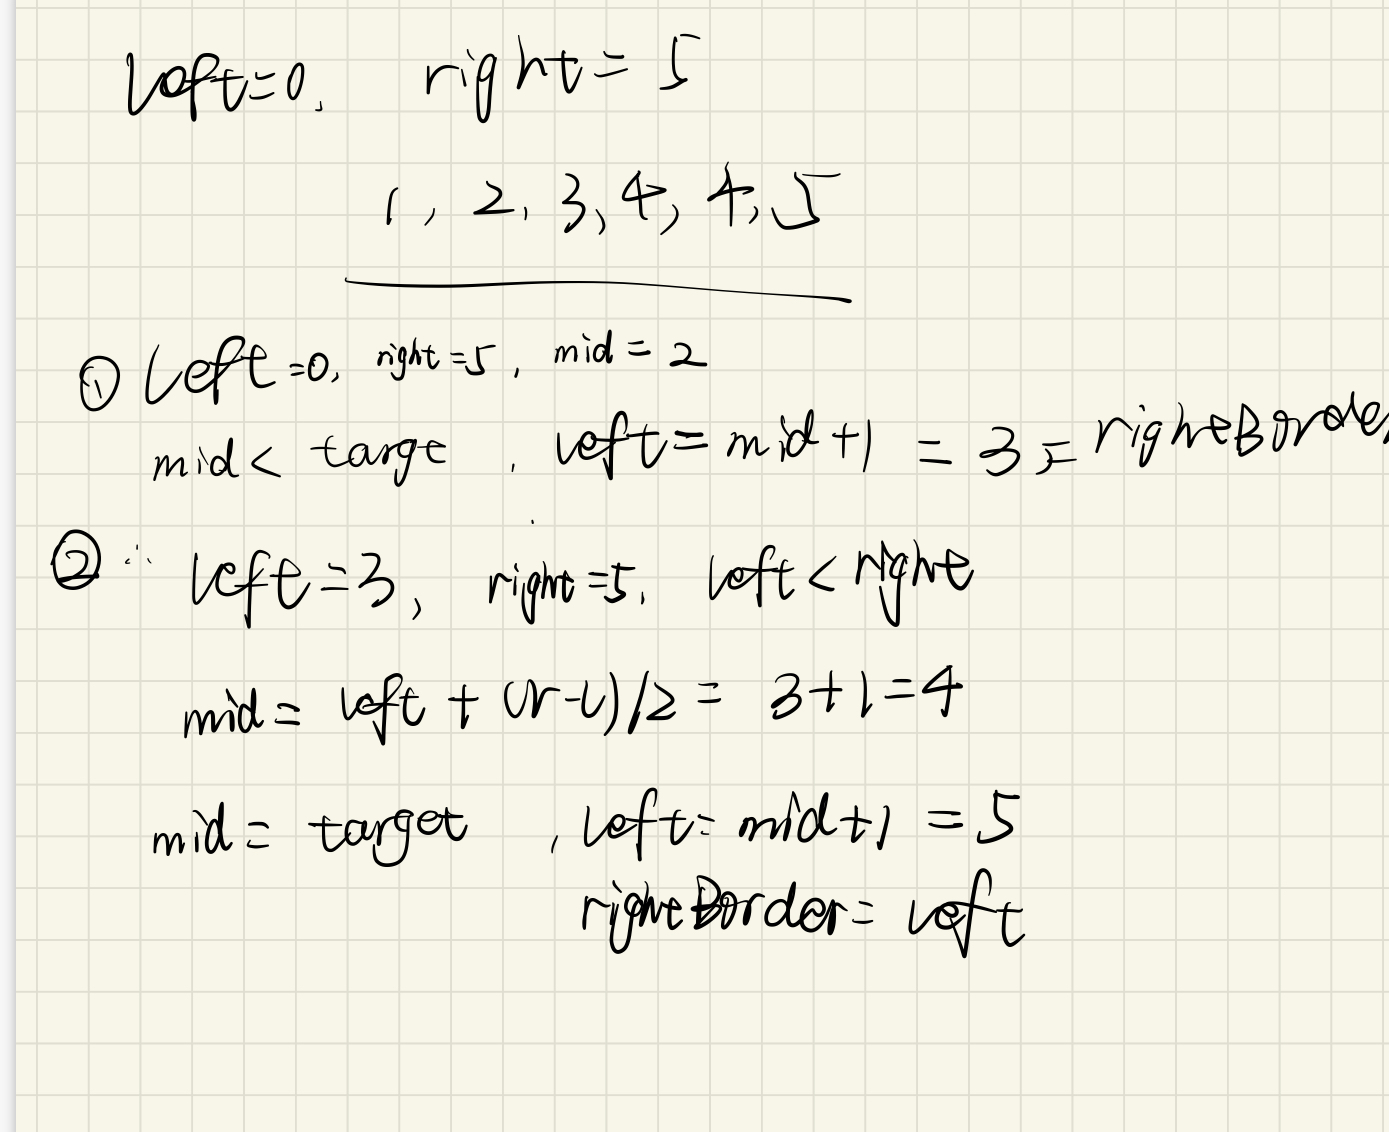 left=0, right=5
1, 2, 3, 4, 4, 5
① left=0, right=5, mid=2
mid< targe , left=mid+1 =3, = rightBorder
② ∴ left=3, right=5, left<right
mid= left + (r-l)/2 = 3+1=4
mid= target , left= mid+1 =5
rightBorder= left